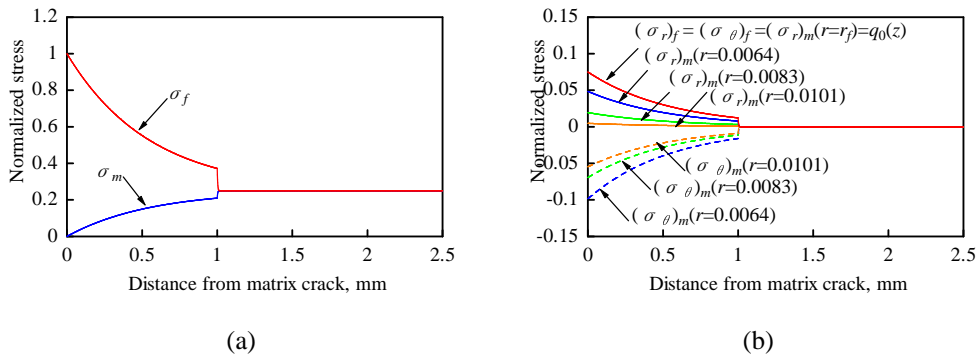 Normalized stress
1.2
1
0.8
0.6
0.4
0.2
0
σf
σm
0 0.5 1 1.5 2 2.5
Distance from matrix crack, mm
(a)
Normalized stress
0.15
0.1
0.05
0
0.05
-0.1
-0.15
(σr)f = (σθ)f =(σr)m(r=rf)=q0(z)
(σr)m(r=0.0064)
(σr)m(r=0.0083)
(σr)m(r=0.0101)
(σθ)m(r=0.0101)
(σθ)m(r=0.0083)
(σθ)m(r=0.0064)
0 0.5 1 1.5 2 2.5
Distance from matrix crack, mm
(b)